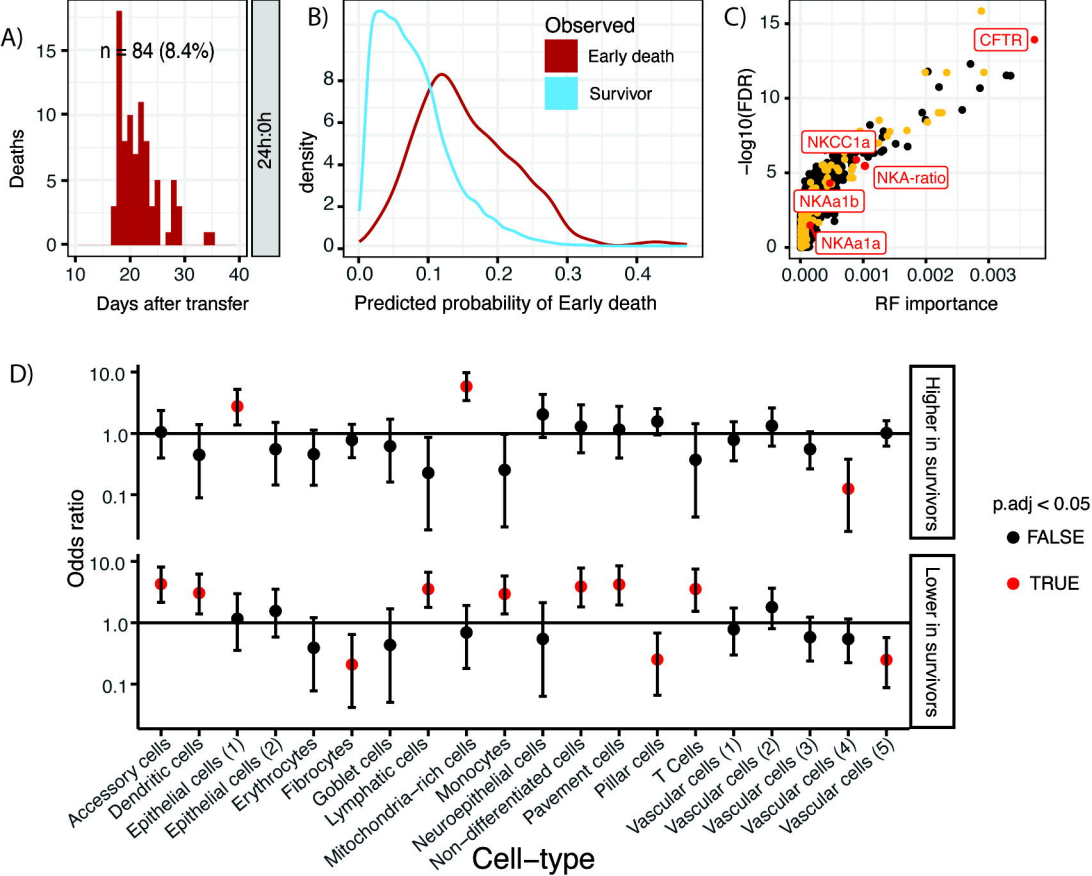 A)
n = 84 (8.4%)
Deaths
15
10
5
0
10
20
30
40
Days after transfer
24h:0h
B)
Observed
Early death
Survivor
density
8
6
4
2
0
0.0
0.1
0.2
0.3
0.4
Predicted probability of Early death
C)
−log10(FDR)
15
10
5
0
CFTR
NKCC1a
NKA-ratio
NKAa1b
NKAa1a
0.000
0.001
0.002
0.003
RF importance
D)
Odds ratio
10.0
1.0
0.1
Higher in survivors
10.0
1.0
0.1
Lower in survivors
p.adj < 0.05
FALSE
TRUE
Accessory cells
Dendritic cells
Epithelial cells (1)
Epithelial cells (2)
Erythrocytes
Fibrocytes
Goblet cells
Lymphatic cells
Mitochondria−rich cells
Monocytes
Neuroepithelial cells
Non−differentiated cells
Pavement cells
Pillar cells
T Cells
Vascular cells (1)
Vascular cells (2)
Vascular cells (3)
Vascular cells (4)
Vascular cells (5)
Cell−type